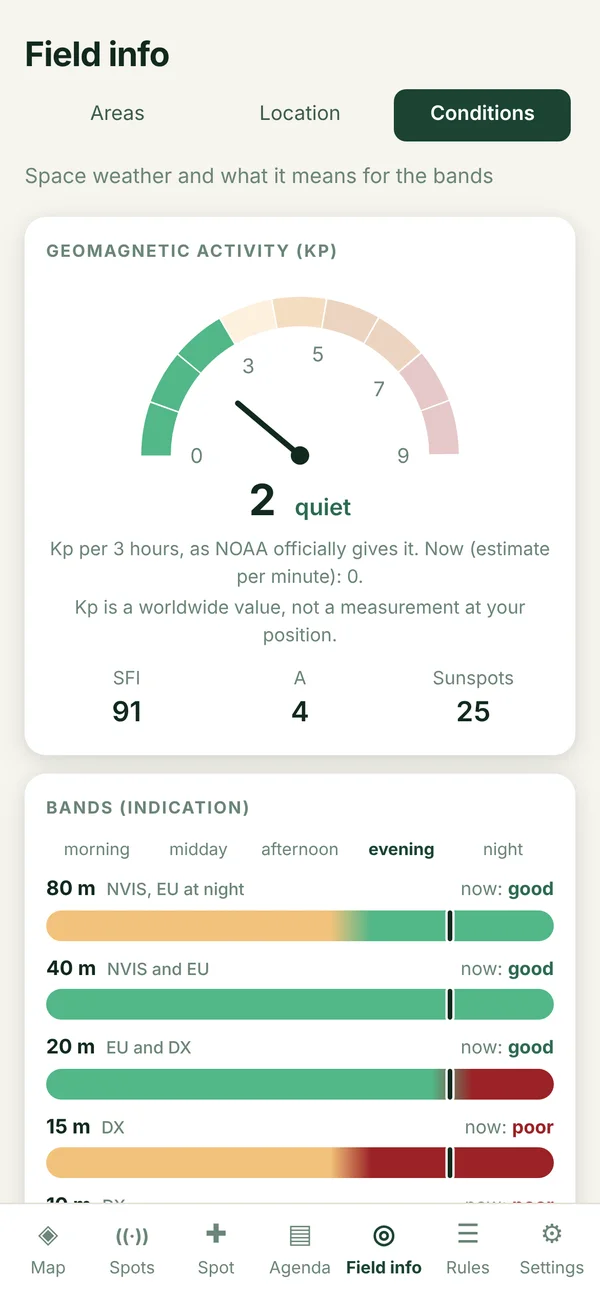 Field info
Areas Location Conditions
Space weather and what it means for the bands
GEOMAGNETIC ACTIVITY (KP)
0 3 5 7 9
2 quiet
Kp per 3 hours, as NOAA officially gives it. Now (estimate
per minute): 0.
Kp is a worldwide value, not a measurement at your
position.
SFI A Sunspots
91 4 25
BANDS (INDICATION)
morning midday afternoon evening night
80 m NVIS, EU at night now: good
40 m NVIS and EU now: good
20 m EU and DX now: good
15 m DX now: poor
10 m DX now: poor
Map Spots Spot Agenda Field info Rules Settings